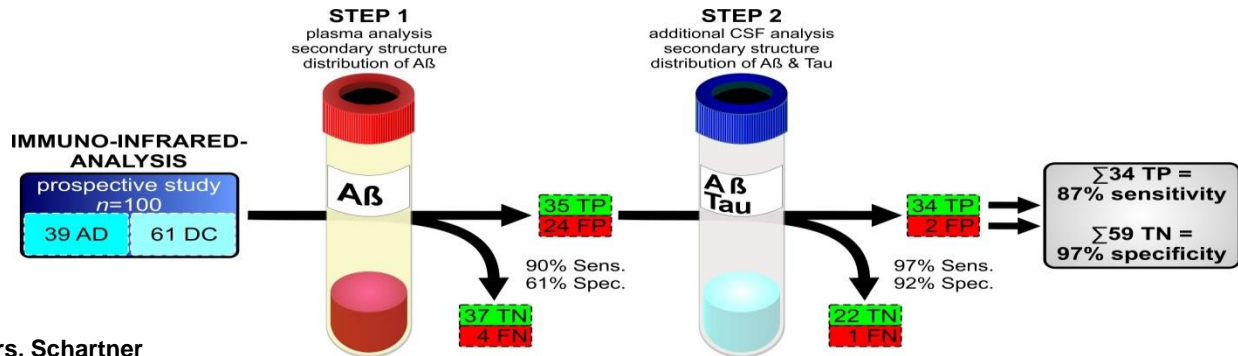 STEP 1
plasma analysis
secondary structure
distribution of Aß
STEP 2
additional CSF analysis
secondary structure
distribution of Aß & Tau
IMMUNO-INFRARED-
ANALYSIS
prospective study
n=100
39 AD
61 DC
Aß
35 TP
24 FP
90% Sens.
61% Spec.
37 TN
4 FN
Aß
Tau
34 TP
2 FP
97% Sens.
92% Spec.
22 TN
1 FN
∑34 TP =
87% sensitivity
∑59 TN =
97% specificity
rs. Schartner